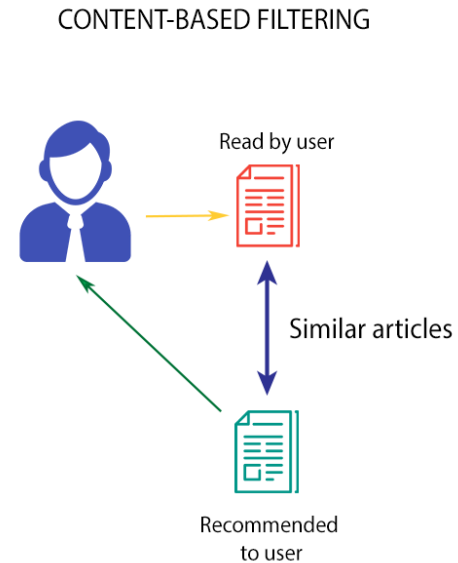 CONTENT-BASED FILTERING
Read by user
Similar articles
Recommended
to user